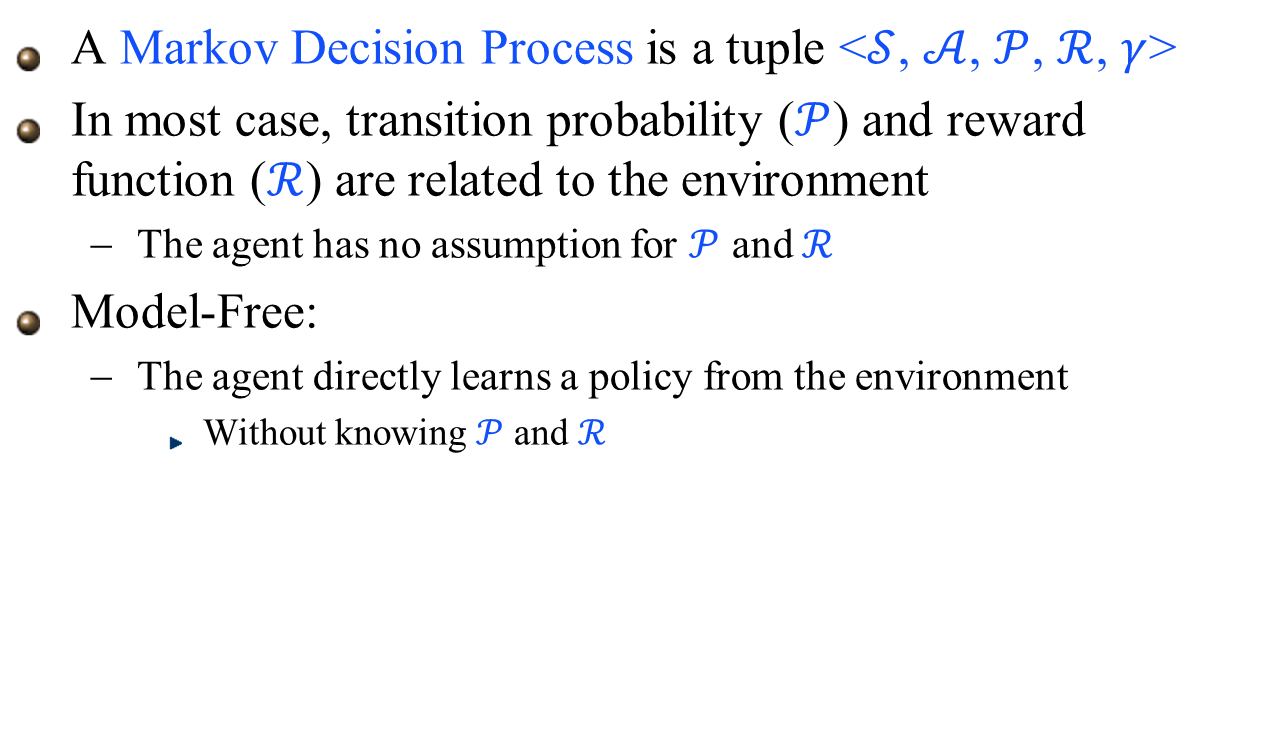 A Markov Decision Process is a tuple <𝒮, 𝒜, 𝒫, ℛ, γ>
In most case, transition probability (𝒫) and reward
function (ℛ) are related to the environment
– The agent has no assumption for 𝒫 and ℛ
Model-Free:
– The agent directly learns a policy from the environment
Without knowing 𝒫 and ℛ